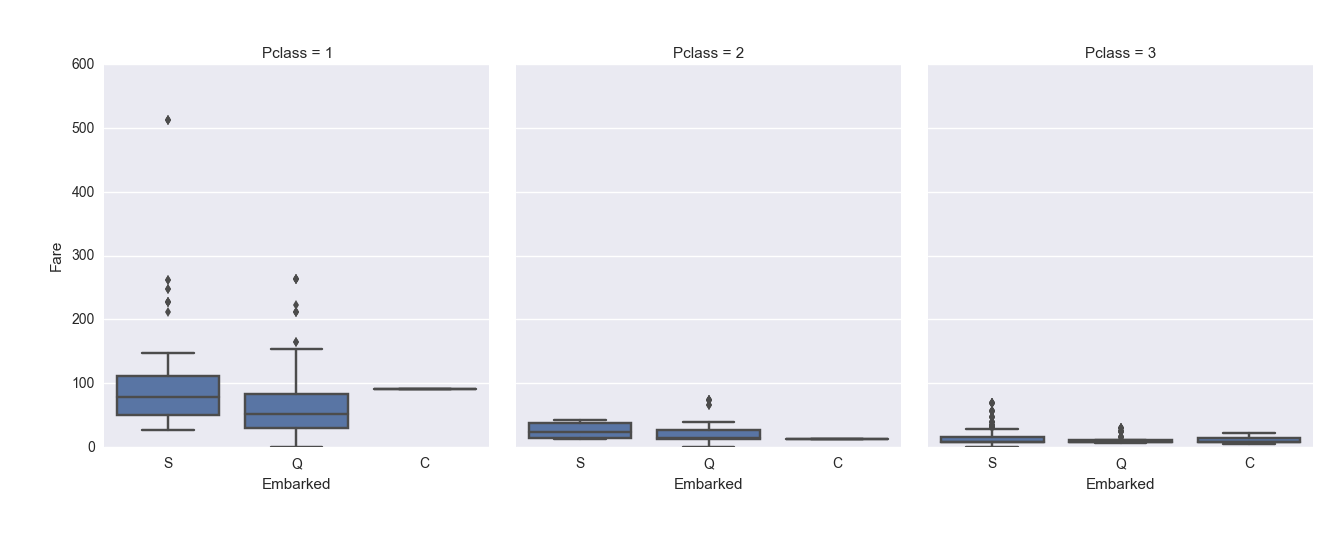 Pclass = 1 Pclass = 2 Pclass = 3
600
500
400
300
200
100
0
Fare
S Q C S Q C S Q C
Embarked Embarked Embarked